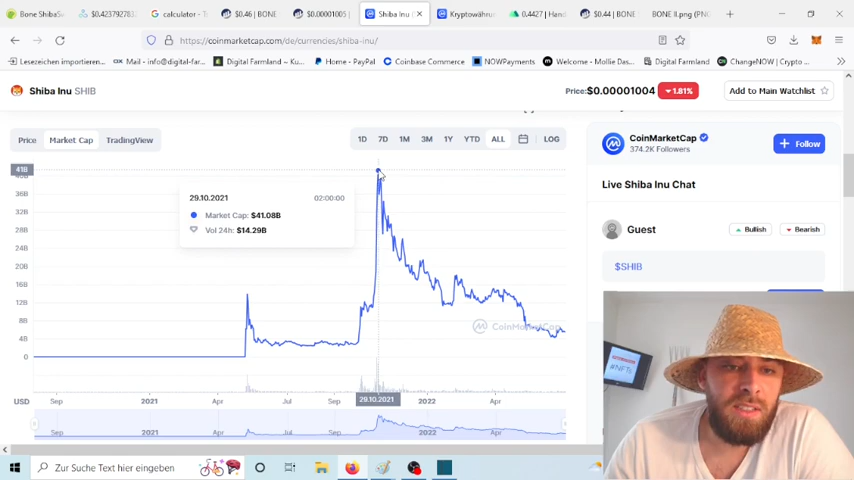 Bone ShibaS
$0.42379278
calculator -
$0.46 | BONE
$0.00001005 |
Shiba Inu
Kryptowährur
0.4427 | Hand
$0.44 | BONE
BONE II.png (PNG
https://coinmarketcap.com/de/currencies/shiba-inu/
Lesezeichen importieren...
Mail - info@digital-far...
Digital Farmland – Ku...
Home - PayPal
Coinbase Commerce
NOWPayments
Welcome - Mollie Das...
Digital Farmland
ChangeNOW | Crypto ...
Shiba Inu SHIB
Price: $0.00001004
1.81%
Add to Main Watchlist
Price
Market Cap
TradingView
1D 7D 1M 3M 1Y YTD ALL LOG
CoinMarketCap
374.2K Followers
Follow
Live Shiba Inu Chat
Guest
Bullish
Bearish
$SHIB
41B
36B
32B
28B
24B
20B
16B
12B
8B
4B
0
29.10.2021 02:00:00
Market Cap: $41.08B
Vol 24h: $14.29B
CoinMarketCap
USD
Sep 2021 Apr Jul Sep 29.10.2021 2022 Apr
Sep 2021 Apr Jul Sep 2022 Apr
#NFTs
Zur Suche Text hier eingeben